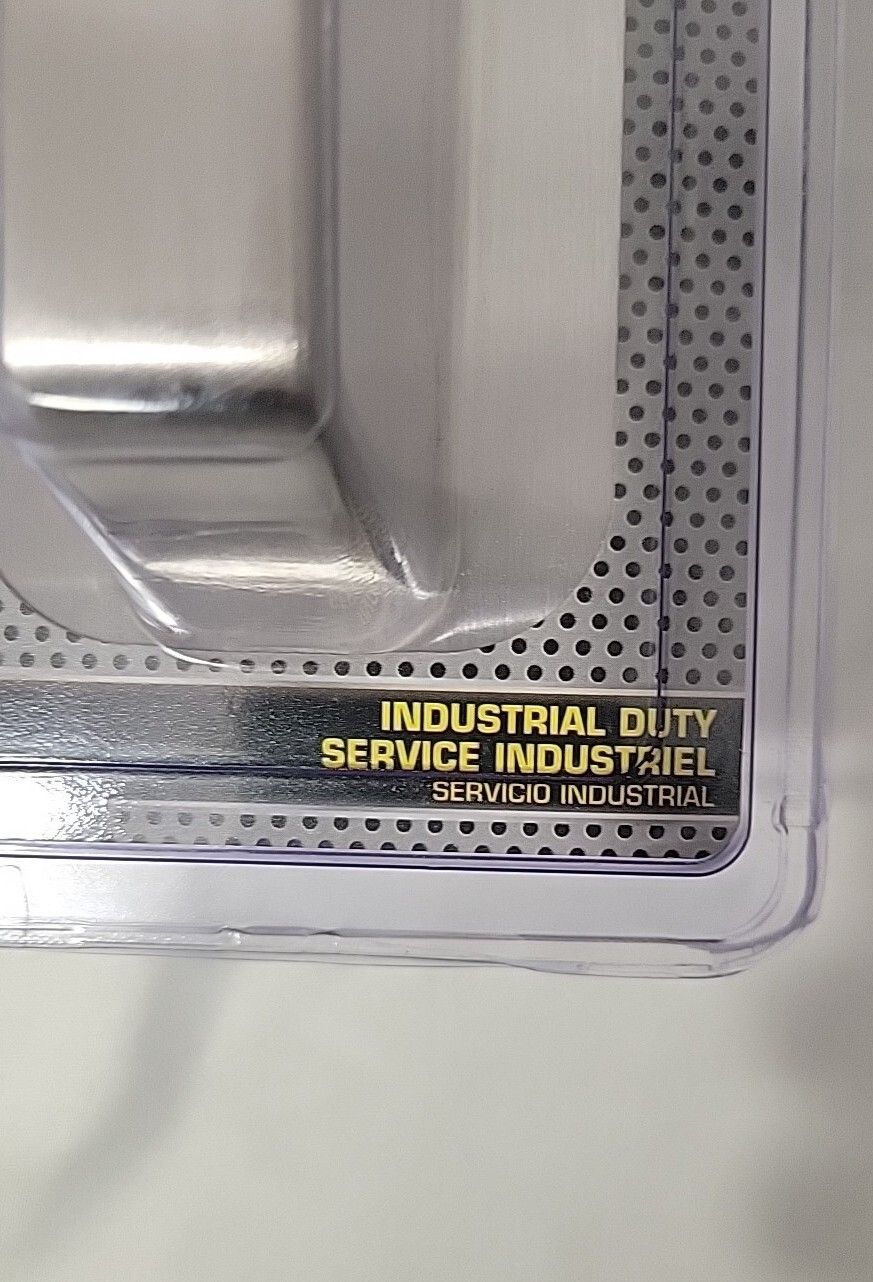 INDUSTRIAL DUTY
SERVICE INDUSTRIEL
SERVICIO INDUSTRIAL